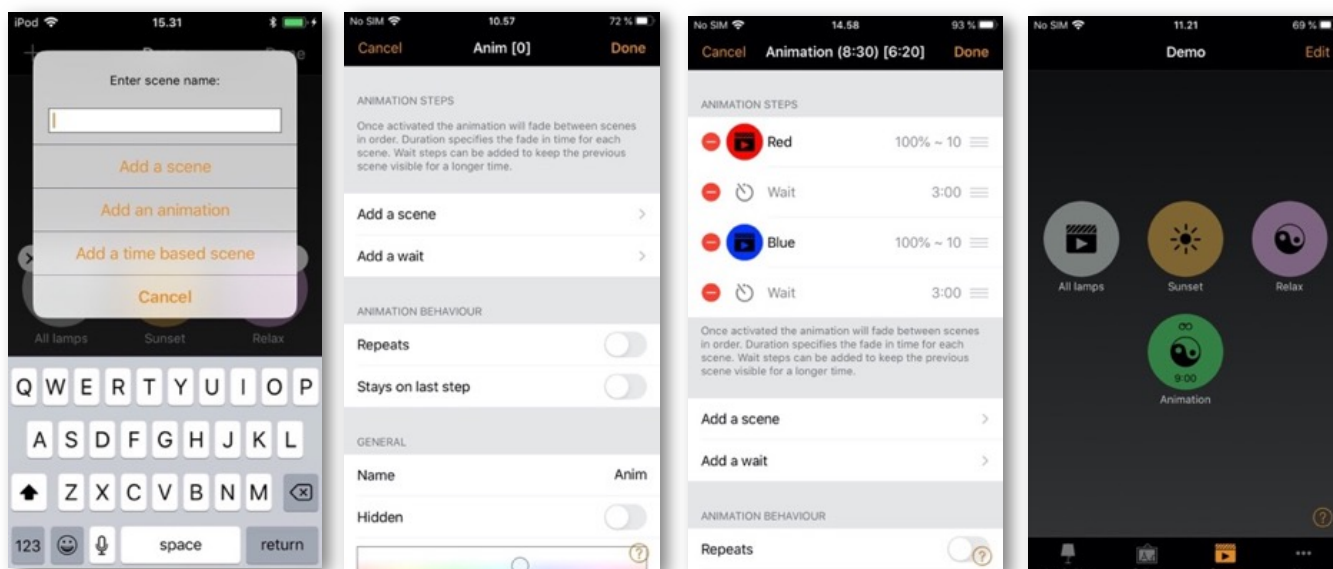 iPod 15.31
Done
Enter scene name:
Add a scene
Add an animation
Add a time based scene
Cancel
All lamps Sunset Relax
Q W E R T Y U I O P
A S D F G H J K L
Z X C V B N M
123 space return
No SIM 10.57 72 %
Cancel Anim [0] Done
ANIMATION STEPS
Once activated the animation will fade between scenes
in order. Duration specifies the fade in time for each
scene. Wait steps can be added to keep the previous
scene visible for a longer time.
Add a scene
Add a wait
ANIMATION BEHAVIOUR
Repeats
Stays on last step
GENERAL
Name Anim
Hidden
?
No SIM 14.58 93 %
Cancel Animation (8:30) [6:20] Done
ANIMATION STEPS
Red 100% ~ 10
Wait 3:00
Blue 100% ~ 10
Wait 3:00
Once activated the animation will fade between scenes
in order. Duration specifies the fade in time for each
scene. Wait steps can be added to keep the previous
scene visible for a longer time.
Add a scene
Add a wait
ANIMATION BEHAVIOUR
Repeats
?
No SIM 11.21 69 %
Demo Edit
All lamps Sunset Relax
9:00
Animation
?